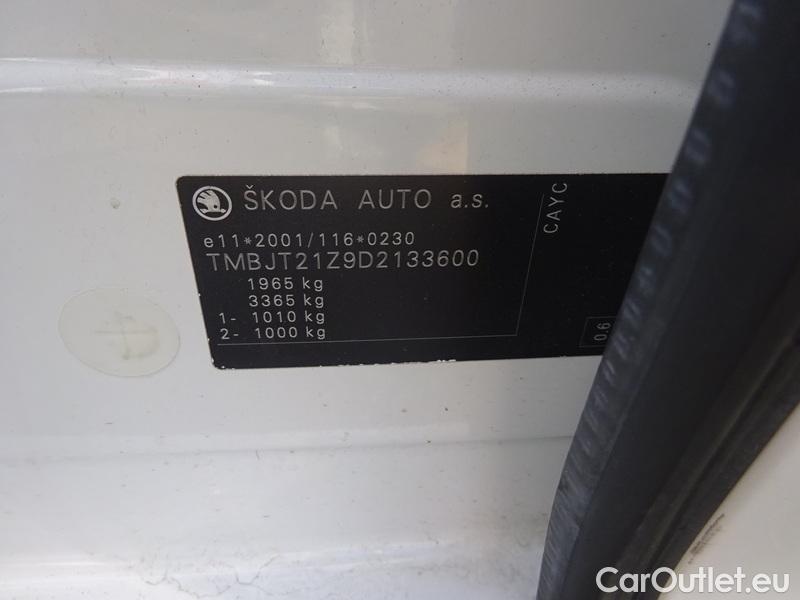 ŠKODA AUTO a.s.
e11*2001/116*0230
TMBJT21Z9D2133600
1965 kg
3365 kg
1- 1010 kg
2- 1000 kg
CAYC
0.6
CarOutlet.eu